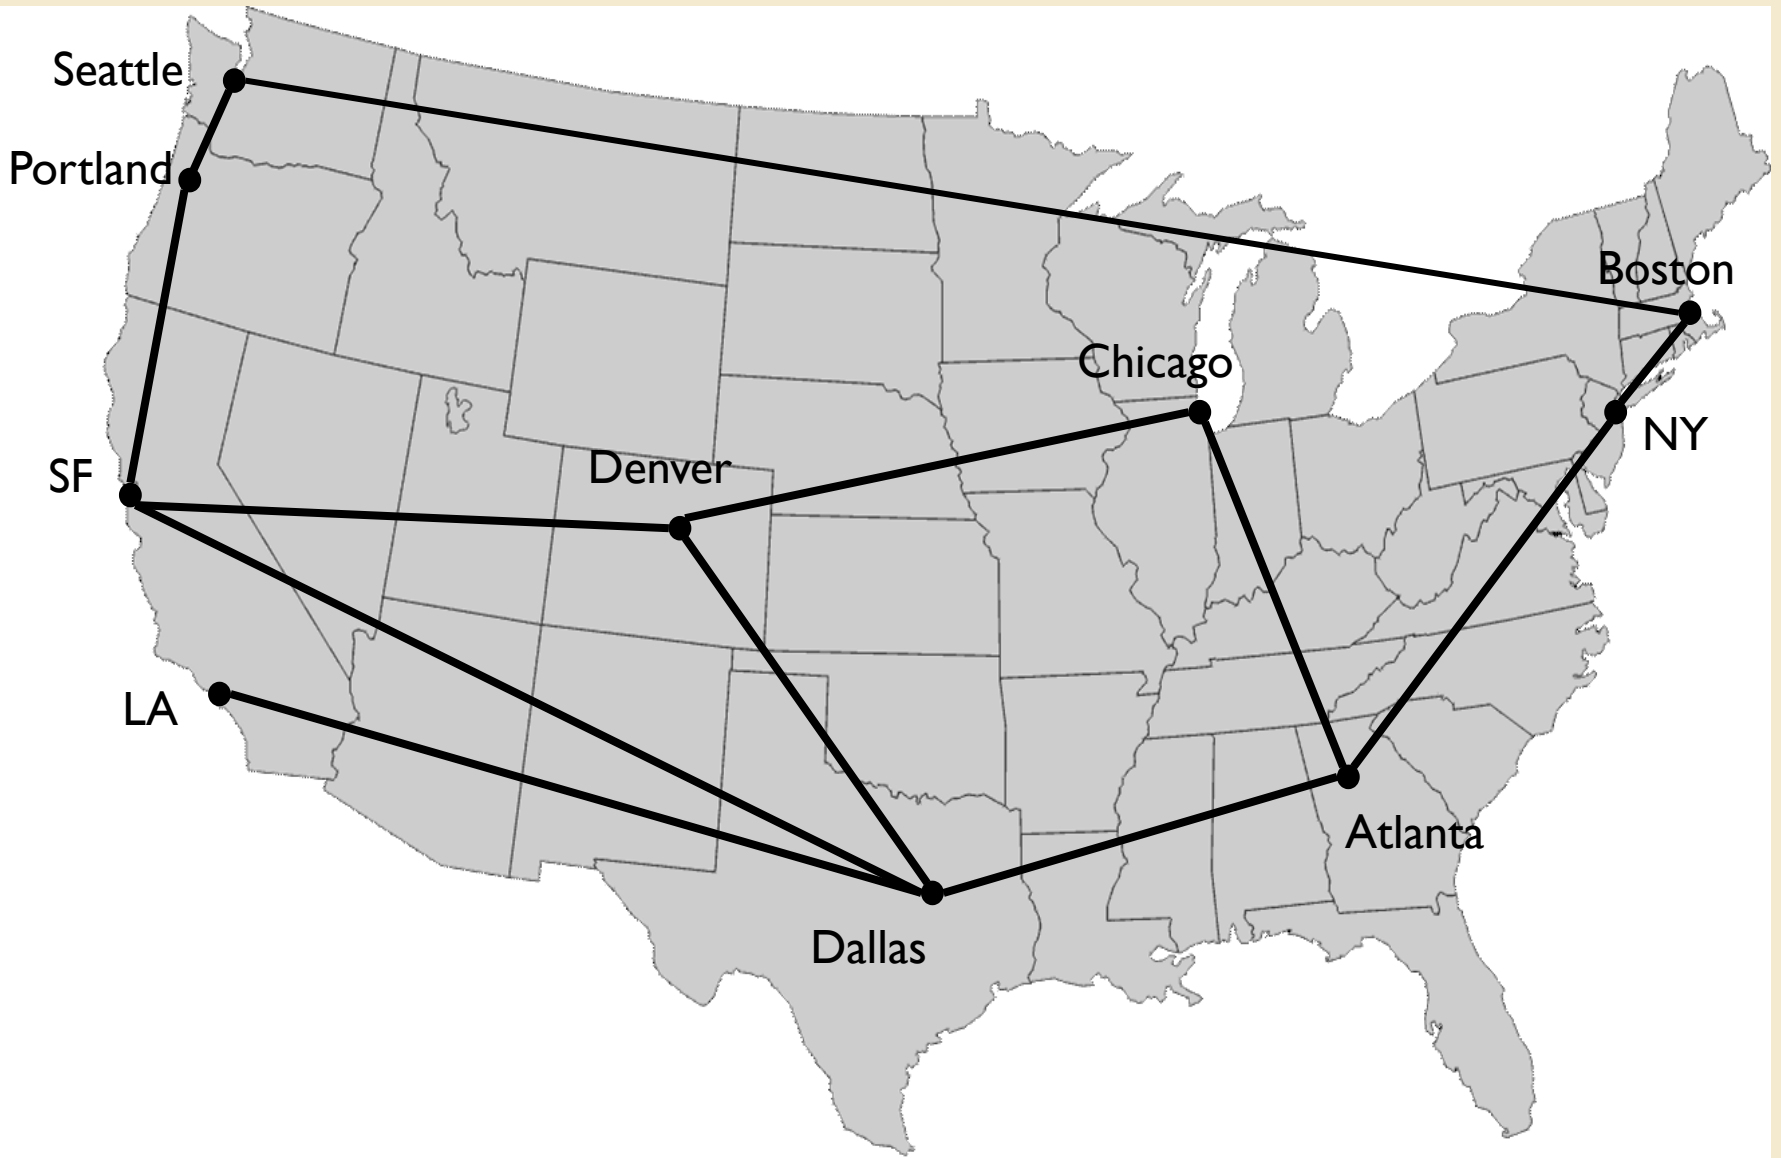 Seattle
Portland
Boston
Chicago
NY
SF
Denver
LA
Atlanta
Dallas